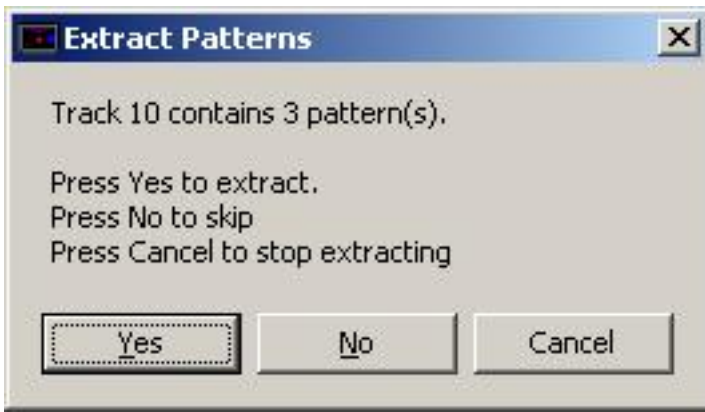 Extract Patterns
Track 10 contains 3 pattern(s).
Press Yes to extract.
Press No to skip
Press Cancel to stop extracting
Yes
No
Cancel